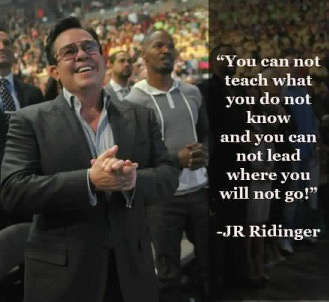 “You can not
teach what
you do not
know
and you can
not lead
where you
will not go!”
-JR Ridinger